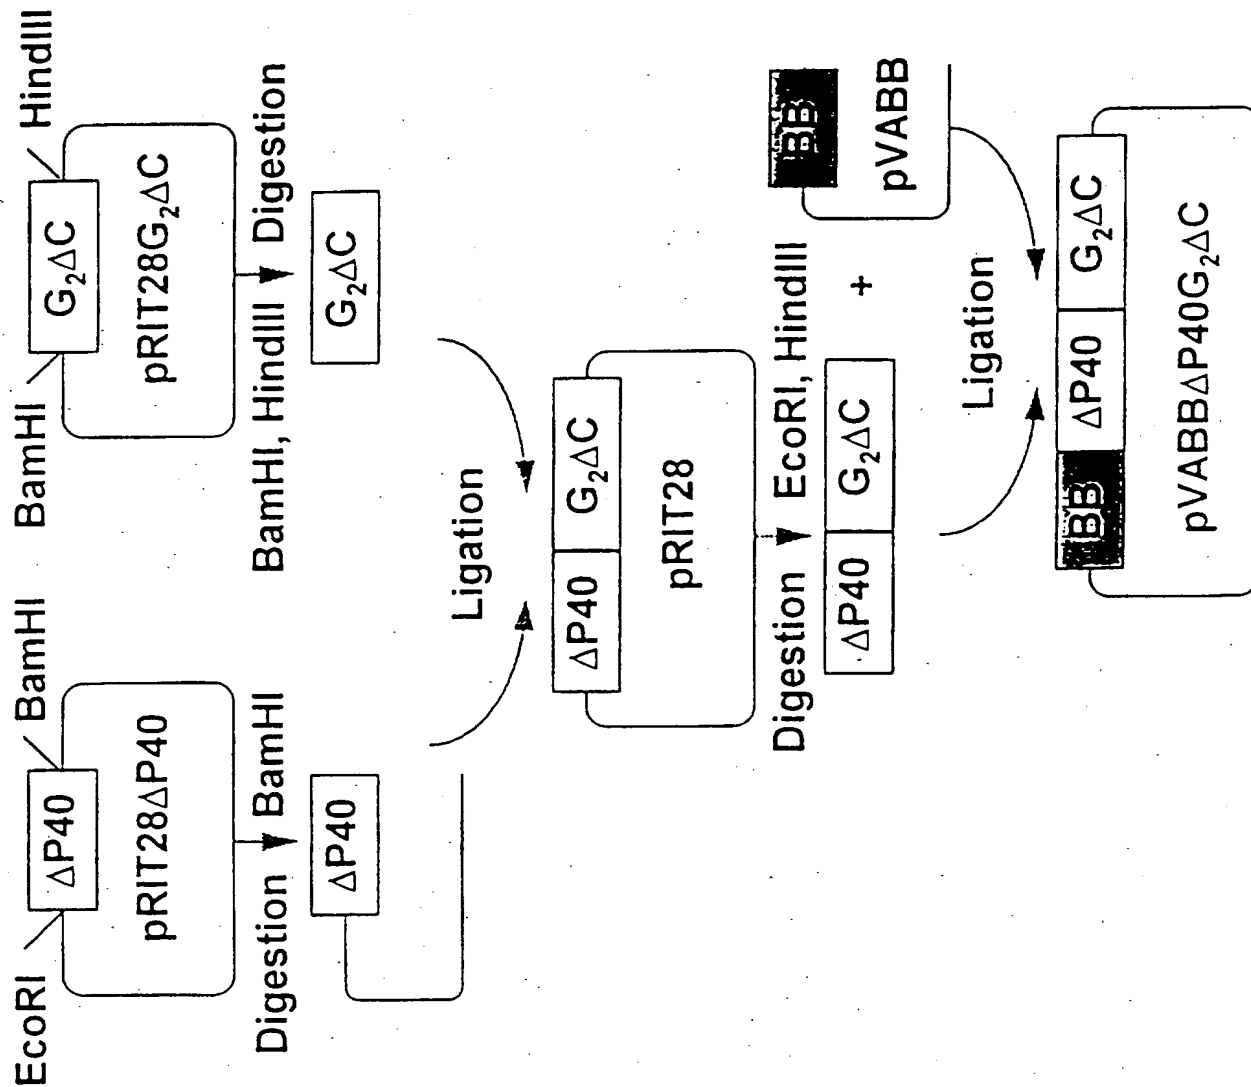 EcoRI
BamHI
ΔP40
pRIT28ΔP40
Digestion BamHI
ΔP40
BamHI
HindIII
G₂ΔC
pRIT28G₂ΔC
BamHI, HindIII Digestion
G₂ΔC
Ligation
ΔP40 G₂ΔC
pRIT28
Digestion EcoRI, HindIII
ΔP40 G₂ΔC
+
BB
pVABB
Ligation
BB ΔP40 G₂ΔC
pVABBΔP40G₂ΔC